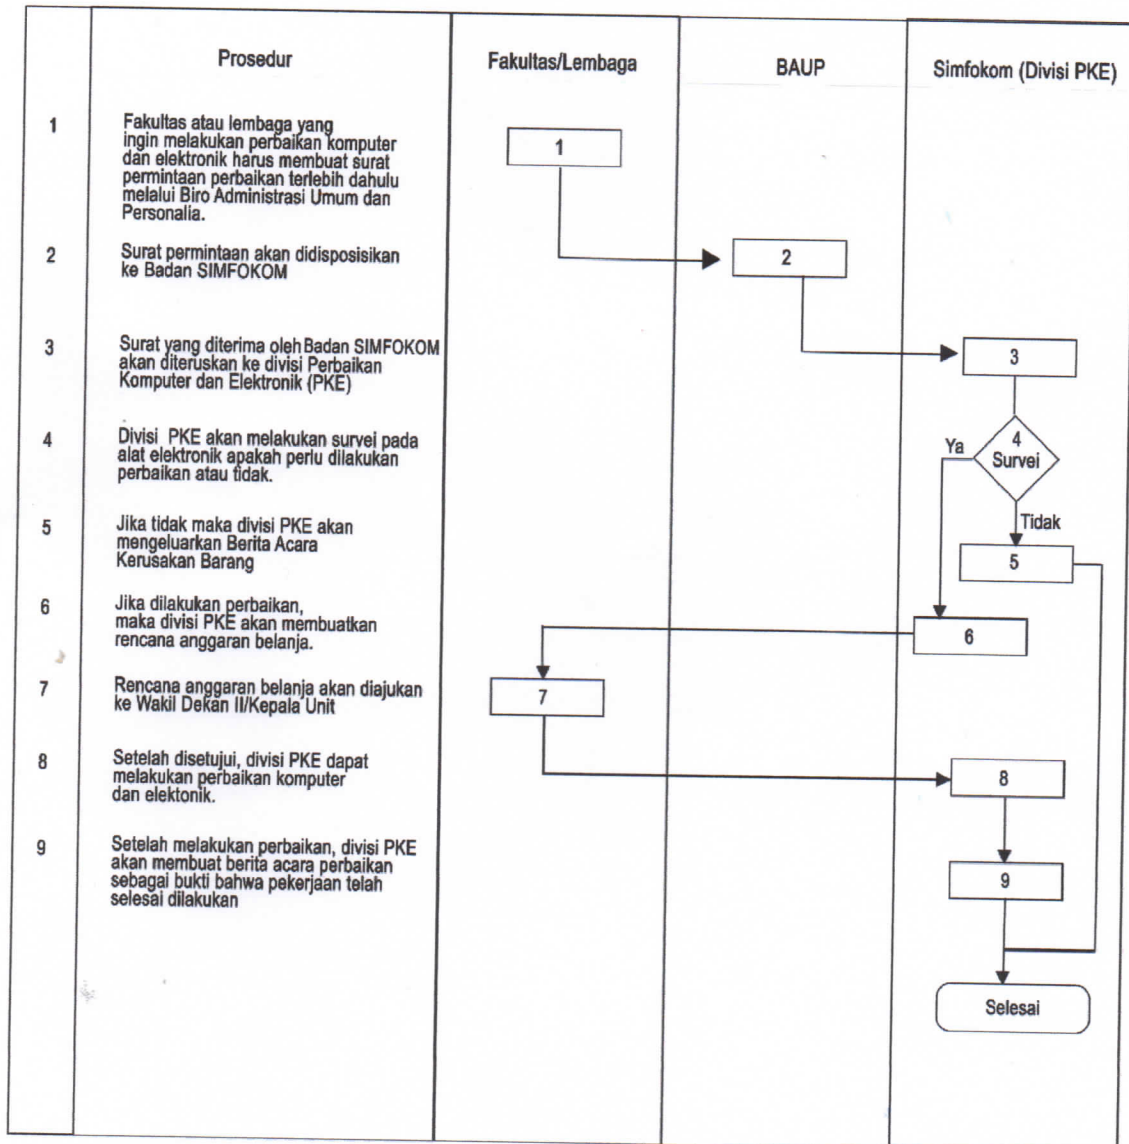 Prosedur
Fakultas/Lembaga
BAUP
Simfokom (Divisi PKE)
1
Fakultas atau lembaga yang
ingin melakukan perbaikan komputer
dan elektronik harus membuat surat
permintaan perbaikan terlebih dahulu
melalui Biro Administrasi Umum dan
Personalia.
1
2
Surat permintaan akan didisposisikan
ke Badan SIMFOKOM
2
3
Surat yang diterima oleh Badan SIMFOKOM
akan diteruskan ke divisi Perbaikan
Komputer dan Elektronik (PKE)
3
4
Divisi PKE akan melakukan survei pada
alat elektronik apakah perlu dilakukan
perbaikan atau tidak.
Ya
4
Survei
Tidak
5
Jika tidak maka divisi PKE akan
mengeluarkan Berita Acara
Kerusakan Barang
5
6
Jika dilakukan perbaikan,
maka divisi PKE akan membuatkan
rencana anggaran belanja.
6
7
Rencana anggaran belanja akan diajukan
ke Wakil Dekan II/Kepala Unit
7
8
Setelah disetujui, divisi PKE dapat
melakukan perbaikan komputer
dan elektonik.
8
9
Setelah melakukan perbaikan, divisi PKE
akan membuat berita acara perbaikan
sebagai bukti bahwa pekerjaan telah
selesai dilakukan
9
Selesai